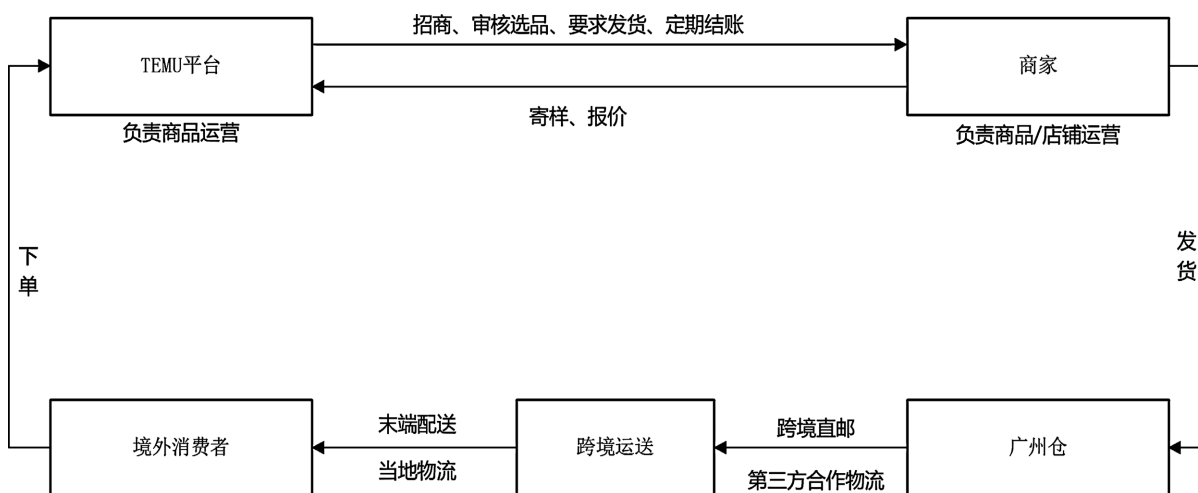 招商、审核选品、要求发货、定期结账
TEMU平台
商家
寄样、报价
负责商品运营
负责商品/店铺运营
下单
发货
末端配送
跨境直邮
境外消费者
跨境运送
广州仓
当地物流
第三方合作物流